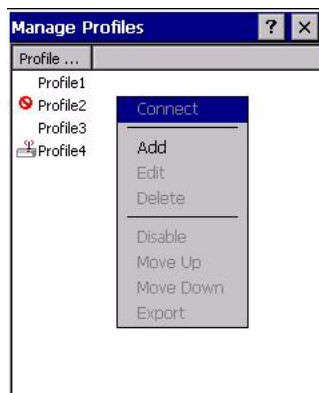 Manage Profiles ? ×
Profile ...
Profile1
Profile2
Profile3
Profile4
Connect
Add
Edit
Delete
Disable
Move Up
Move Down
Export